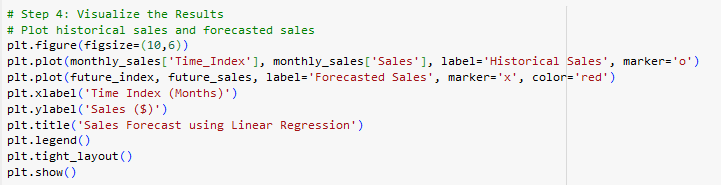 # Step 4: Visualize the Results
# Plot historical sales and forecasted sales
plt.figure(figsize=(10,6))
plt.plot(monthly_sales['Time_Index'], monthly_sales['Sales'], label='Historical Sales', marker='o')
plt.plot(future_index, future_sales, label='Forecasted Sales', marker='x', color='red')
plt.xlabel('Time Index (Months)')
plt.ylabel('Sales ($)')
plt.title('Sales Forecast using Linear Regression')
plt.legend()
plt.tight_layout()
plt.show()